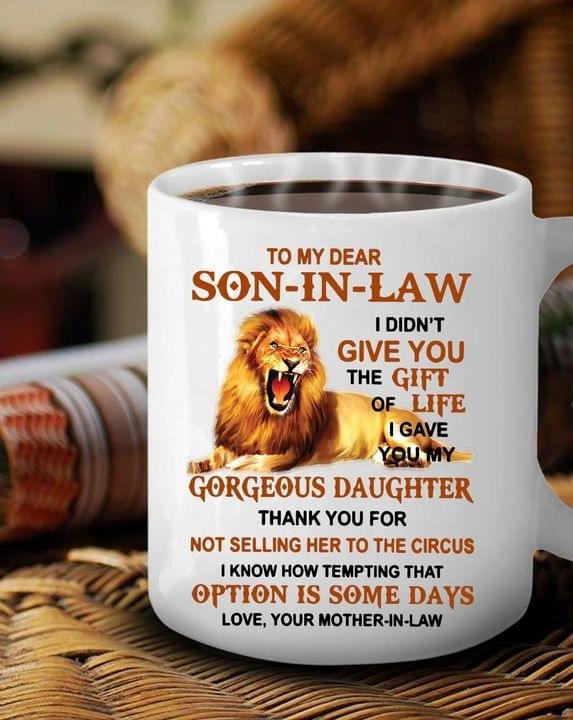 TO MY DEAR
SON-IN-LAW
I DIDN'T
GIVE YOU
THE GIFT
OF LIFE
I GAVE
YOU MY
GORGEOUS DAUGHTER
THANK YOU FOR
NOT SELLING HER TO THE CIRCUS
I KNOW HOW TEMPTING THAT
OPTION IS SOME DAYS
LOVE, YOUR MOTHER-IN-LAW